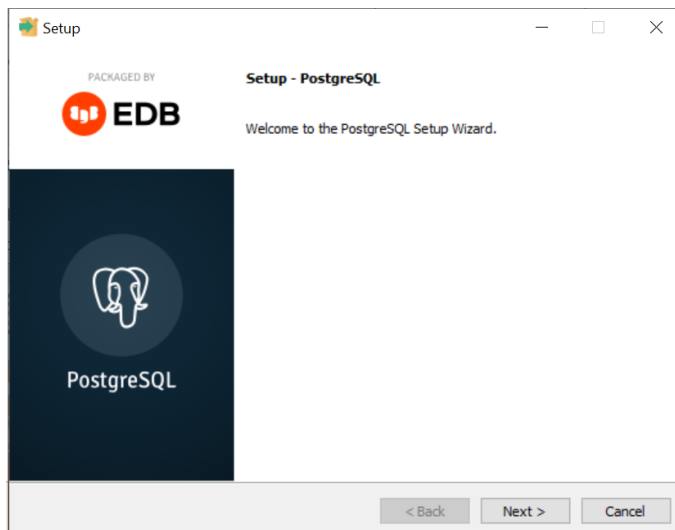 Setup
PACKAGED BY
EDB
Setup - PostgreSQL
Welcome to the PostgreSQL Setup Wizard.
PostgreSQL
< Back
Next >
Cancel